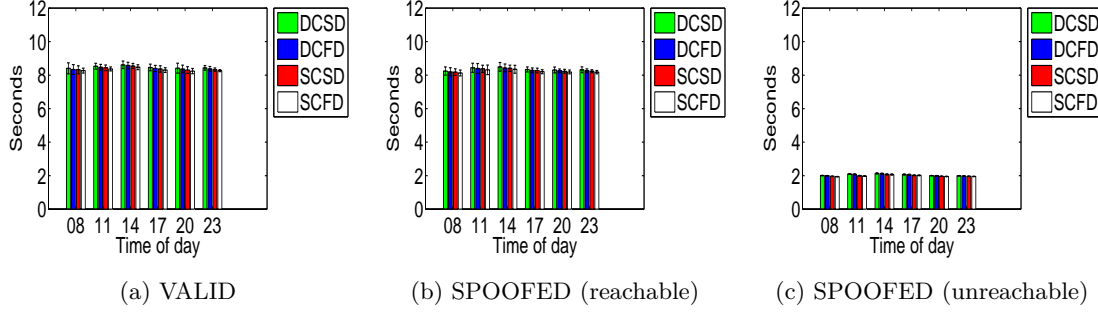 12
10
8
6
4
2
0
Seconds
08 11 14 17 20 23
Time of day
DCSD
DCFD
SCSD
SCFD
(a) VALID
12
10
8
6
4
2
0
Seconds
08 11 14 17 20 23
Time of day
DCSD
DCFD
SCSD
SCFD
(b) SPOOFED (reachable)
12
10
8
6
4
2
0
Seconds
08 11 14 17 20 23
Time of day
DCSD
DCFD
SCSD
SCFD
(c) SPOOFED (unreachable)